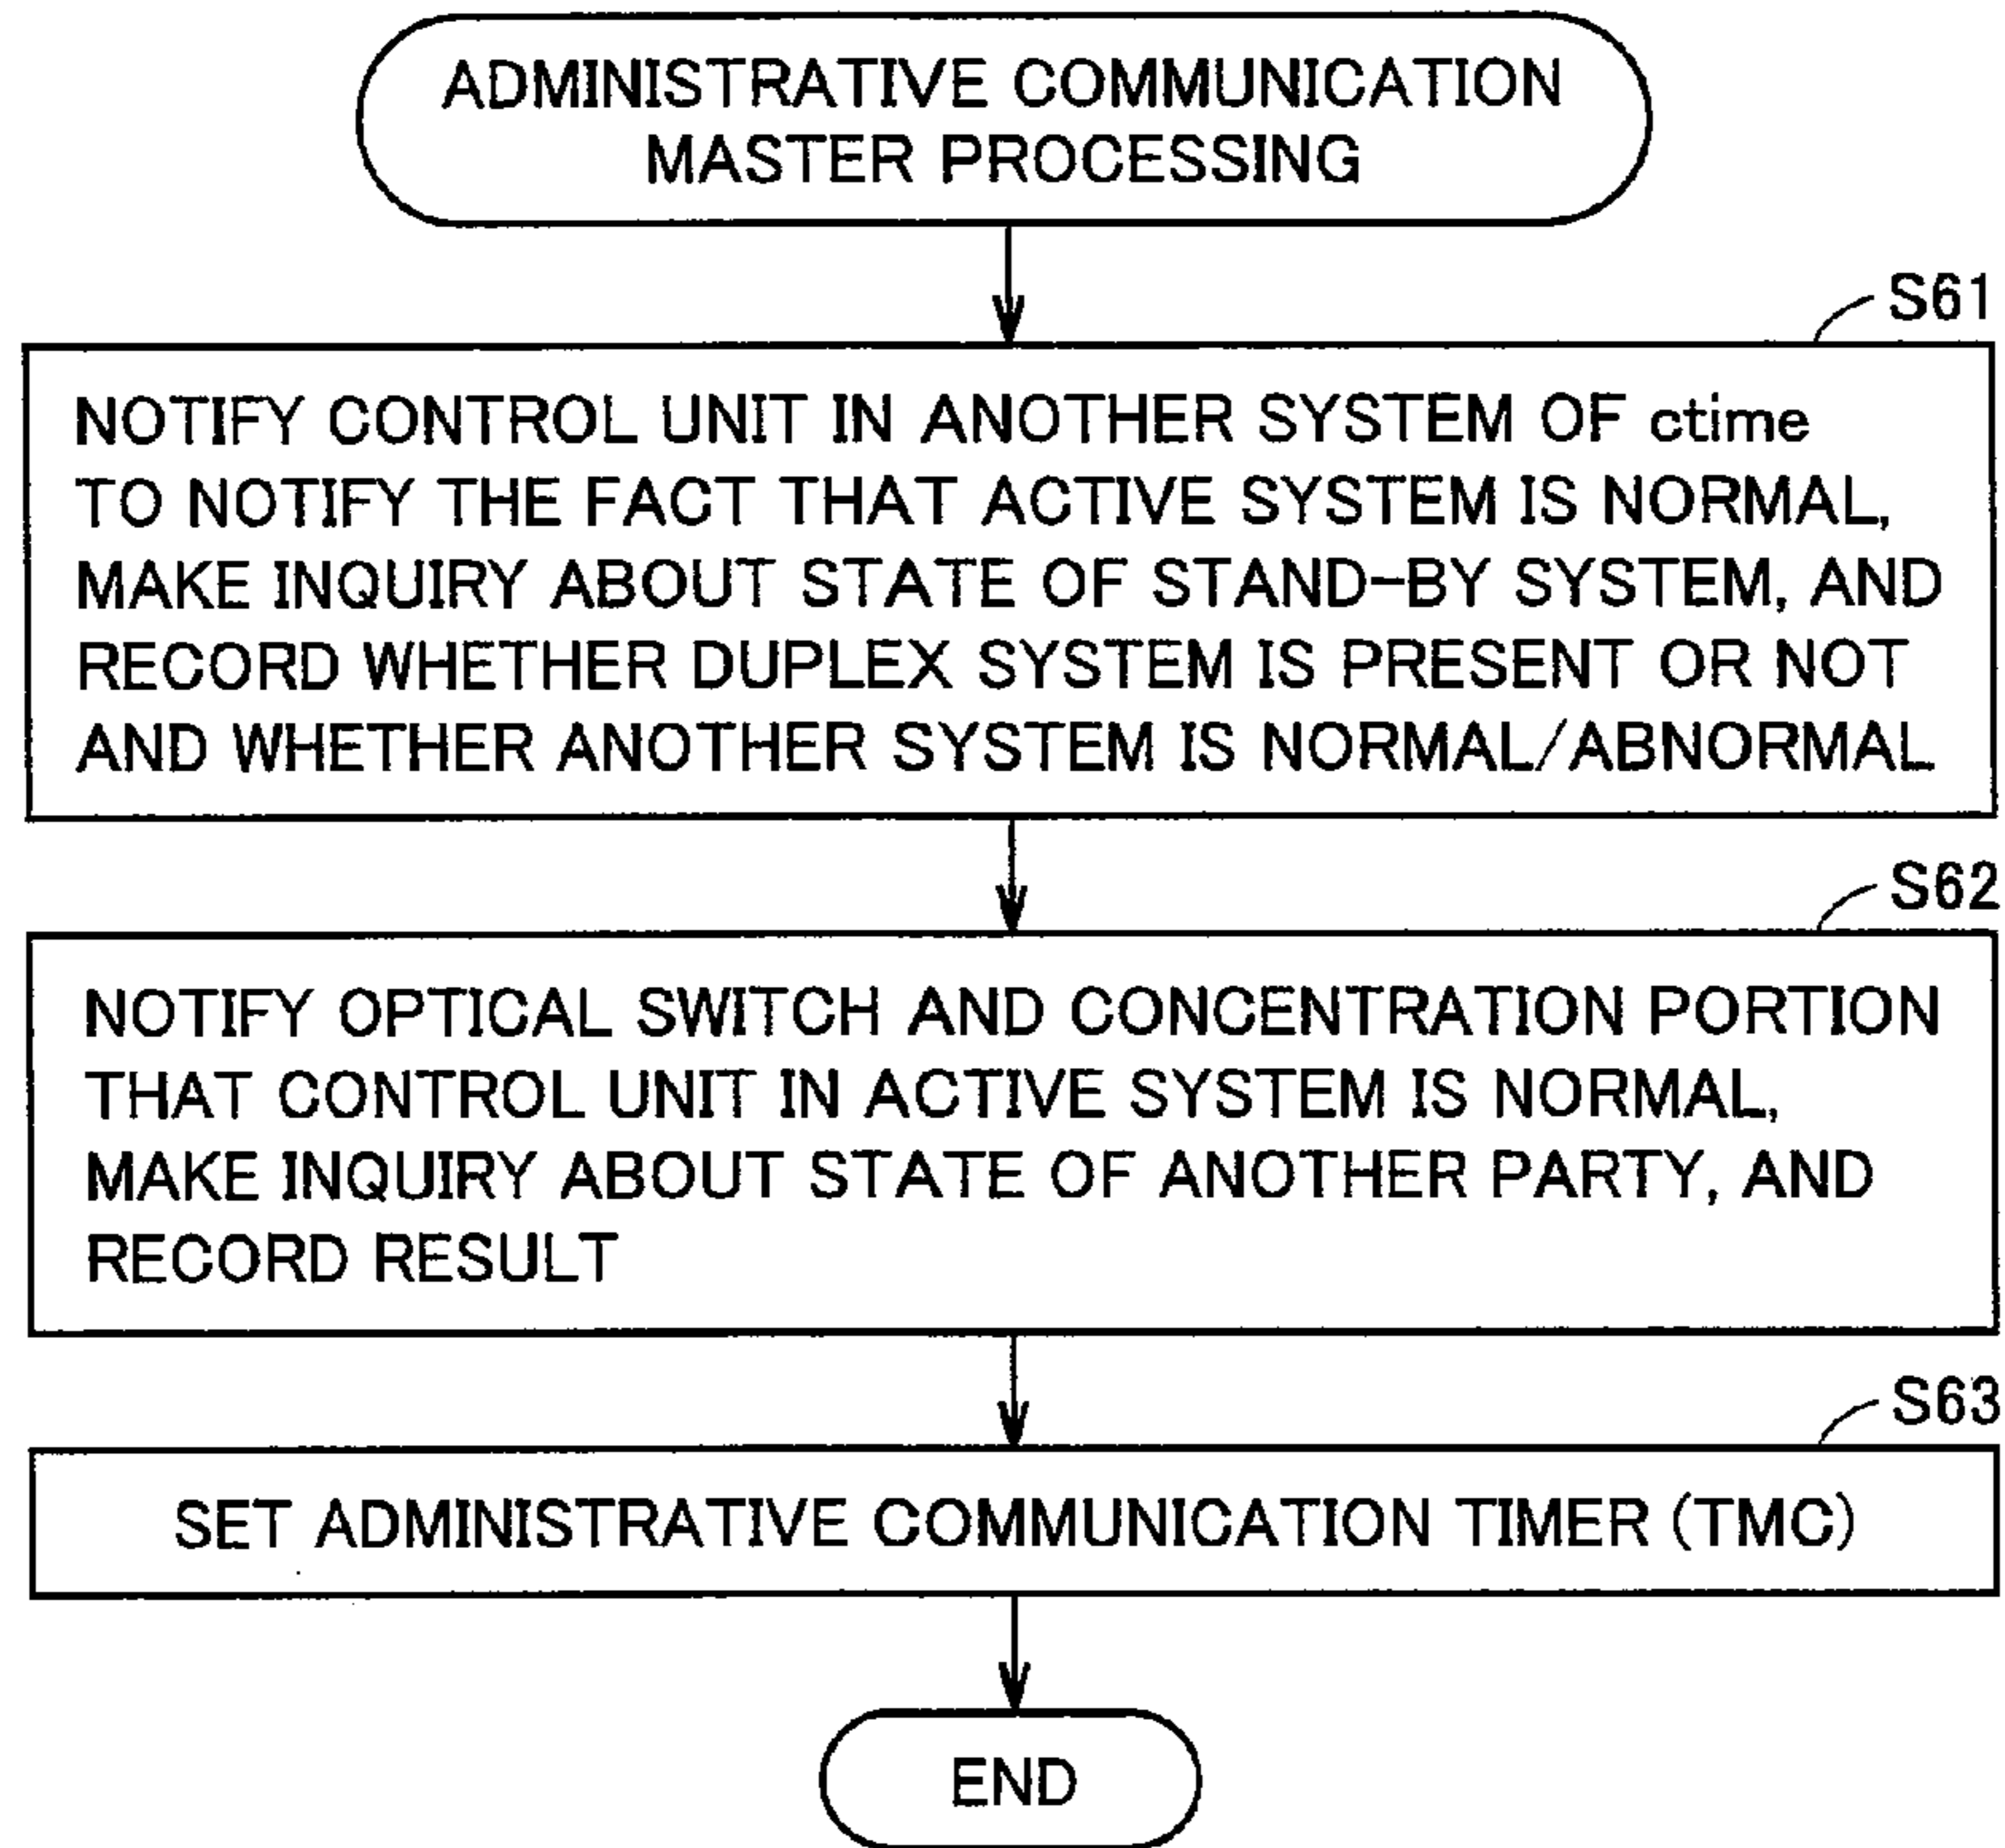 ADMINISTRATIVE COMMUNICATION
MASTER PROCESSING
S61
NOTIFY CONTROL UNIT IN ANOTHER SYSTEM OF ctime
TO NOTIFY THE FACT THAT ACTIVE SYSTEM IS NORMAL,
MAKE INQUIRY ABOUT STATE OF STAND-BY SYSTEM, AND
RECORD WHETHER DUPLEX SYSTEM IS PRESENT OR NOT
AND WHETHER ANOTHER SYSTEM IS NORMAL/ABNORMAL
S62
NOTIFY OPTICAL SWITCH AND CONCENTRATION PORTION
THAT CONTROL UNIT IN ACTIVE SYSTEM IS NORMAL,
MAKE INQUIRY ABOUT STATE OF ANOTHER PARTY, AND
RECORD RESULT
S63
SET ADMINISTRATIVE COMMUNICATION TIMER (TMC)
END